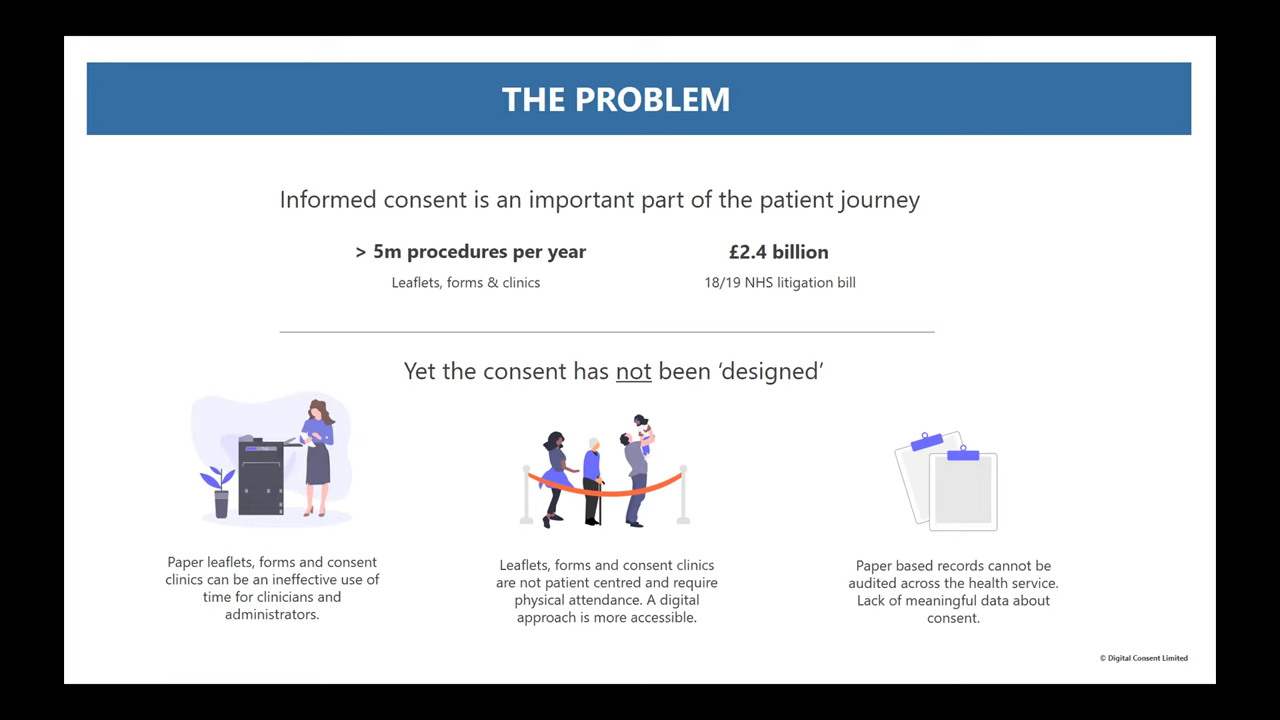 THE PROBLEM
Informed consent is an important part of the patient journey
> 5m procedures per year
Leaflets, forms & clinics
£2.4 billion
18/19 NHS litigation bill
Yet the consent has not been ‘designed’
Paper leaflets, forms and consent
clinics can be an ineffective use of
time for clinicians and
administrators.
Leaflets, forms and consent clinics
are not patient centred and require
physical attendance. A digital
approach is more accessible.
Paper based records cannot be
audited across the health service.
Lack of meaningful data about
consent.
© Digital Consent Limited